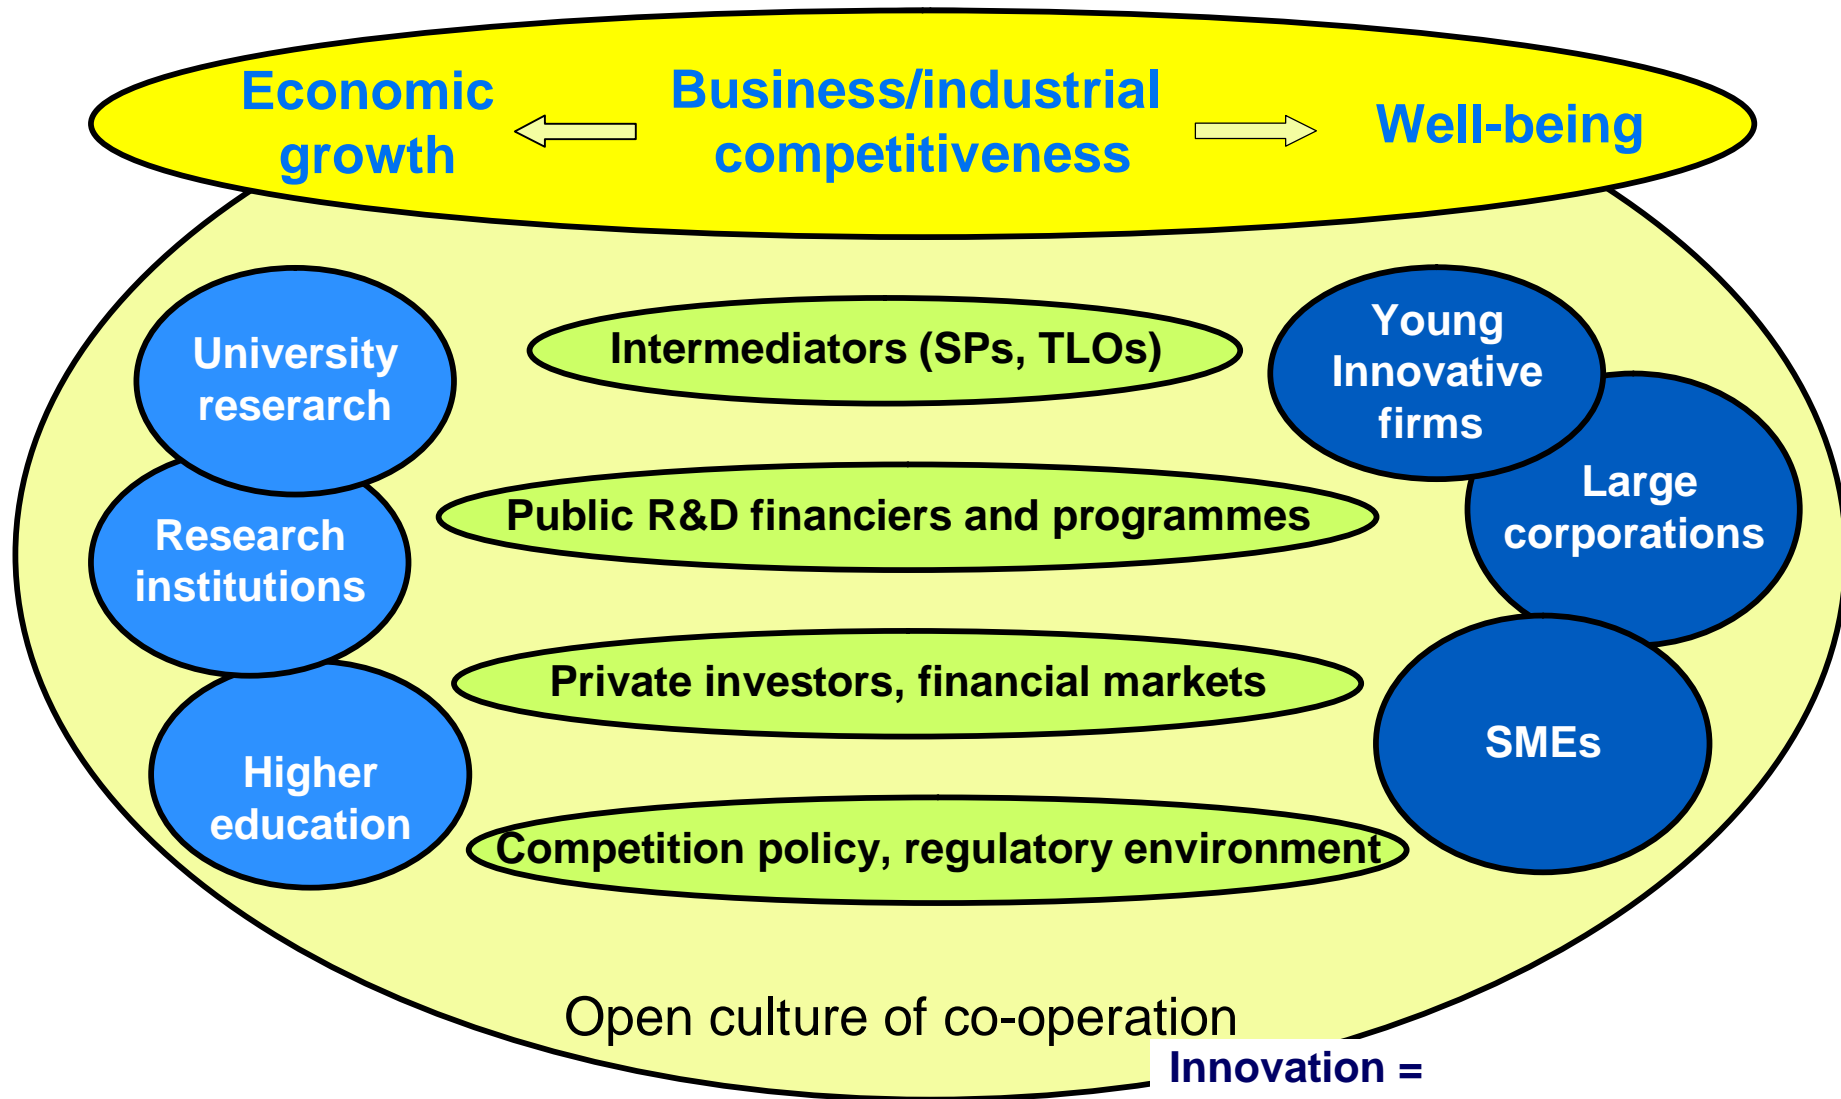 Economic
growth
Business/industrial
competitiveness
Well-being
University
reserarch
Research
institutions
Higher
education
Intermediators (SPs, TLOs)
Public R&D financiers and programmes
Private investors, financial markets
Competition policy, regulatory environment
Young
Innovative
firms
Large
corporations
SMEs
Open culture of co-operation
Innovation =